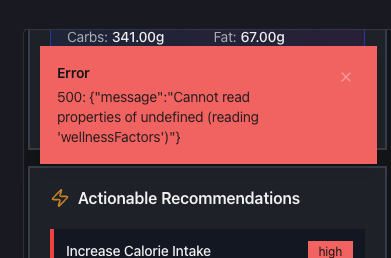 Carbs: 341.00g Fat: 67.00g
Error
500: {"message":"Cannot read
properties of undefined (reading
'wellnessFactors')"}
Actionable Recommendations
Increase Calorie Intake high